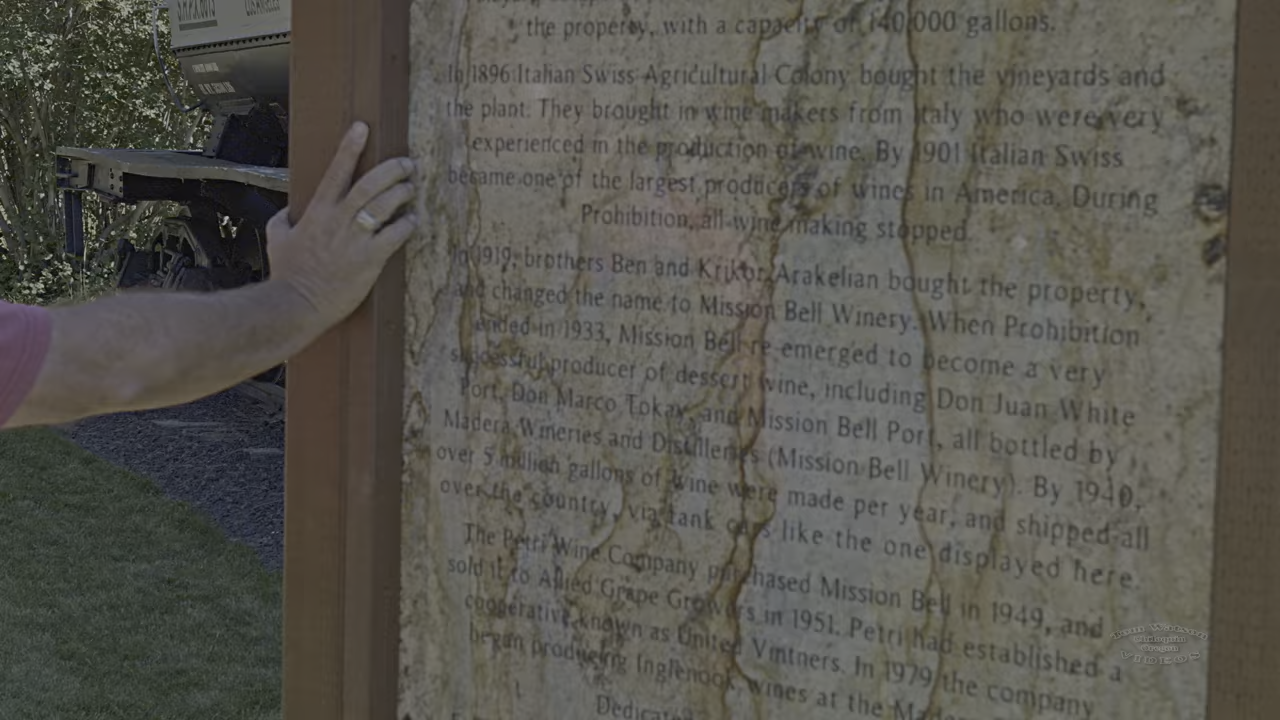 S.H.P.X. 6015
LOS ANGELES
the property, with a capacity of 140,000 gallons.
In 1896 Italian Swiss Agricultural Colony bought the vineyards and
the plant. They brought in wine makers from Italy who were very
experienced in the production of wine. By 1901 Italian Swiss
became one of the largest producers of wines in America. During
Prohibition, all wine making stopped.
In 1919, brothers Ben and Krikor Arakelian bought the property,
and changed the name to Mission Bell Winery. When Prohibition
ended in 1933, Mission Bell re emerged to become a very
successful producer of dessert wine, including Don Juan White
Port, Don Marco Tokay, and Mission Bell Port, all bottled by
Madera Wineries and Distilleries (Mission Bell Winery). By 1940,
over 5 million gallons of wine were made per year, and shipped all
over the country, via tank cars like the one displayed here.
The Petri Wine Company purchased Mission Bell in 1949, and
sold it to Allied Grape Growers in 1951. Petri had established a
cooperative known as United Vintners. In 1979 the company
began producing Inglenook wines at the
Dedicate
VIDEOS